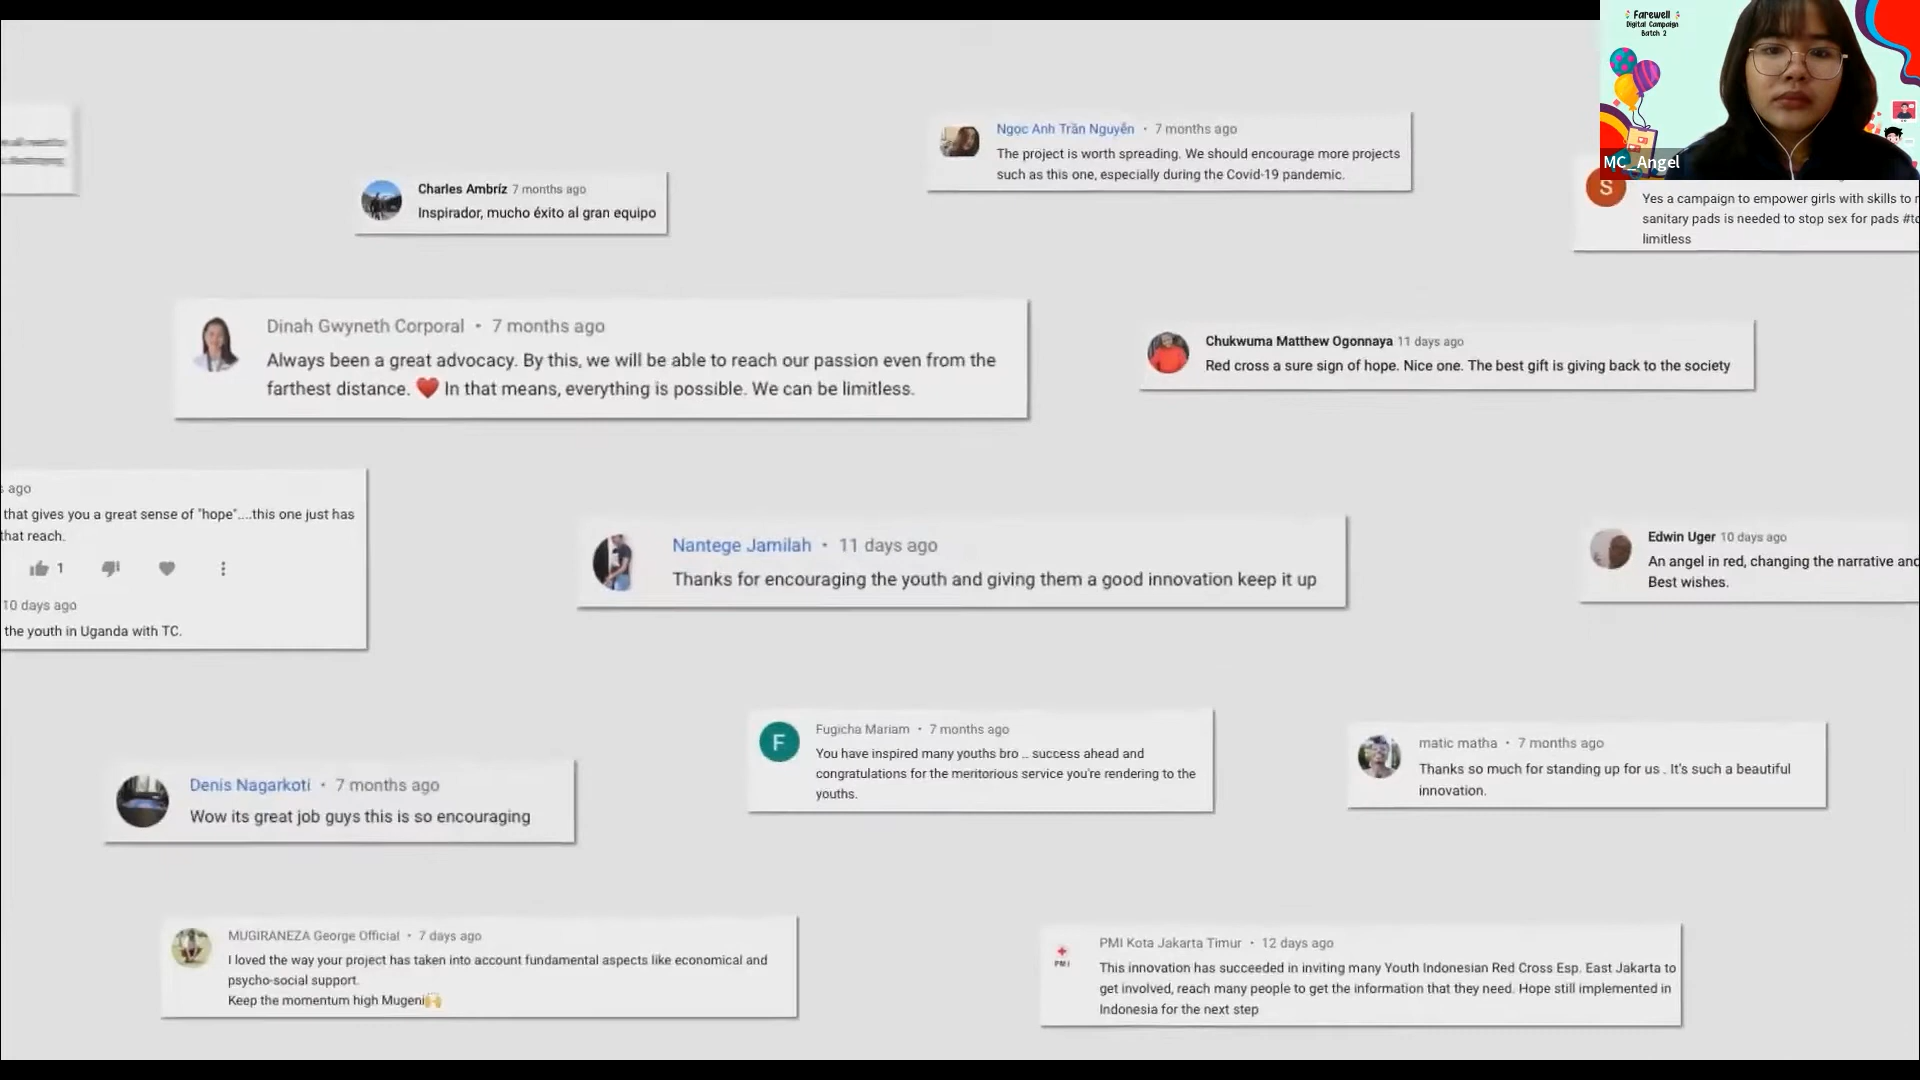 Farewell
Digital Campaign
Batch 2
MC_Angel
Ngọc Anh Trần Nguyễn • 7 months ago
The project is worth spreading. We should encourage more projects
such as this one, especially during the Covid-19 pandemic.
Charles Ambríz 7 months ago
Inspirador, mucho éxito al gran equipo
S
Yes a campaign to empower girls with skills to
sanitary pads is needed to stop sex for pads
limitless
Dinah Gwyneth Corporal • 7 months ago
Always been a great advocacy. By this, we will be able to reach our passion even from the
farthest distance. ❤️ In that means, everything is possible. We can be limitless.
Chukwuma Matthew Ogonnaya 11 days ago
Red cross a sure sign of hope. Nice one. The best gift is giving back to the society
ago
that gives you a great sense of "hope"....this one just has
that reach.
1
10 days ago
the youth in Uganda with TC.
Nantege Jamilah • 11 days ago
Thanks for encouraging the youth and giving them a good innovation keep it up
Edwin Uger 10 days ago
An angel in red, changing the narrative and
Best wishes.
Denis Nagarkoti • 7 months ago
Wow its great job guys this is so encouraging
F
Fugicha Mariam • 7 months ago
You have inspired many youths bro .. success ahead and
congratulations for the meritorious service you're rendering to the
youths.
matic matha • 7 months ago
Thanks so much for standing up for us . It's such a beautiful
innovation.
MUGIRANEZA George Official • 7 days ago
I loved the way your project has taken into account fundamental aspects like economical and
psycho-social support.
Keep the momentum high Mugeni🙌
PMI
PMI Kota Jakarta Timur • 12 days ago
This innovation has succeeded in inviting many Youth Indonesian Red Cross Esp. East Jakarta to
get involved, reach many people to get the information that they need. Hope still implemented in
Indonesia for the next step